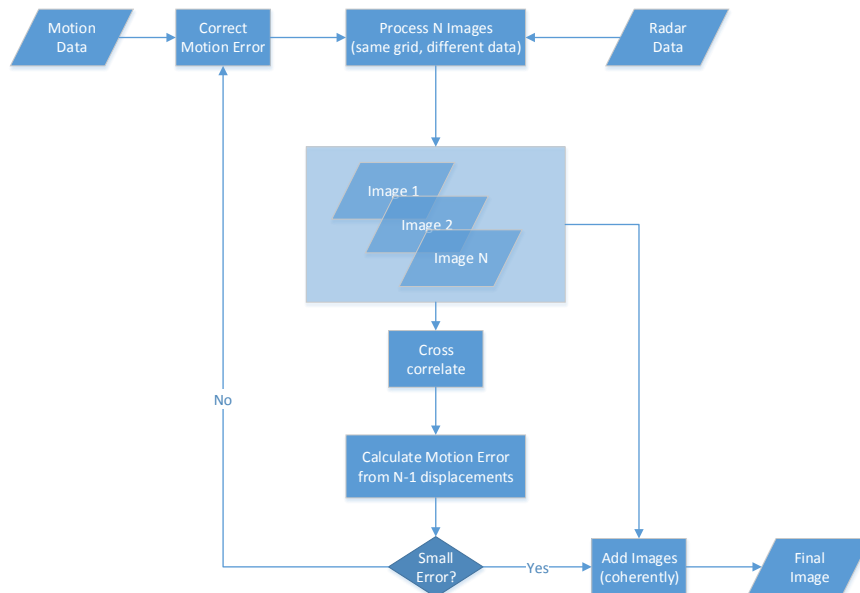 Motion
Data
Correct
Motion Error
Process N Images
(same grid, different data)
Radar
Data
Image 1
Image 2
Image N
Cross
correlate
No
Calculate Motion Error
from N-1 displacements
Small
Error?
Yes
Add Images
(coherently)
Final
Image